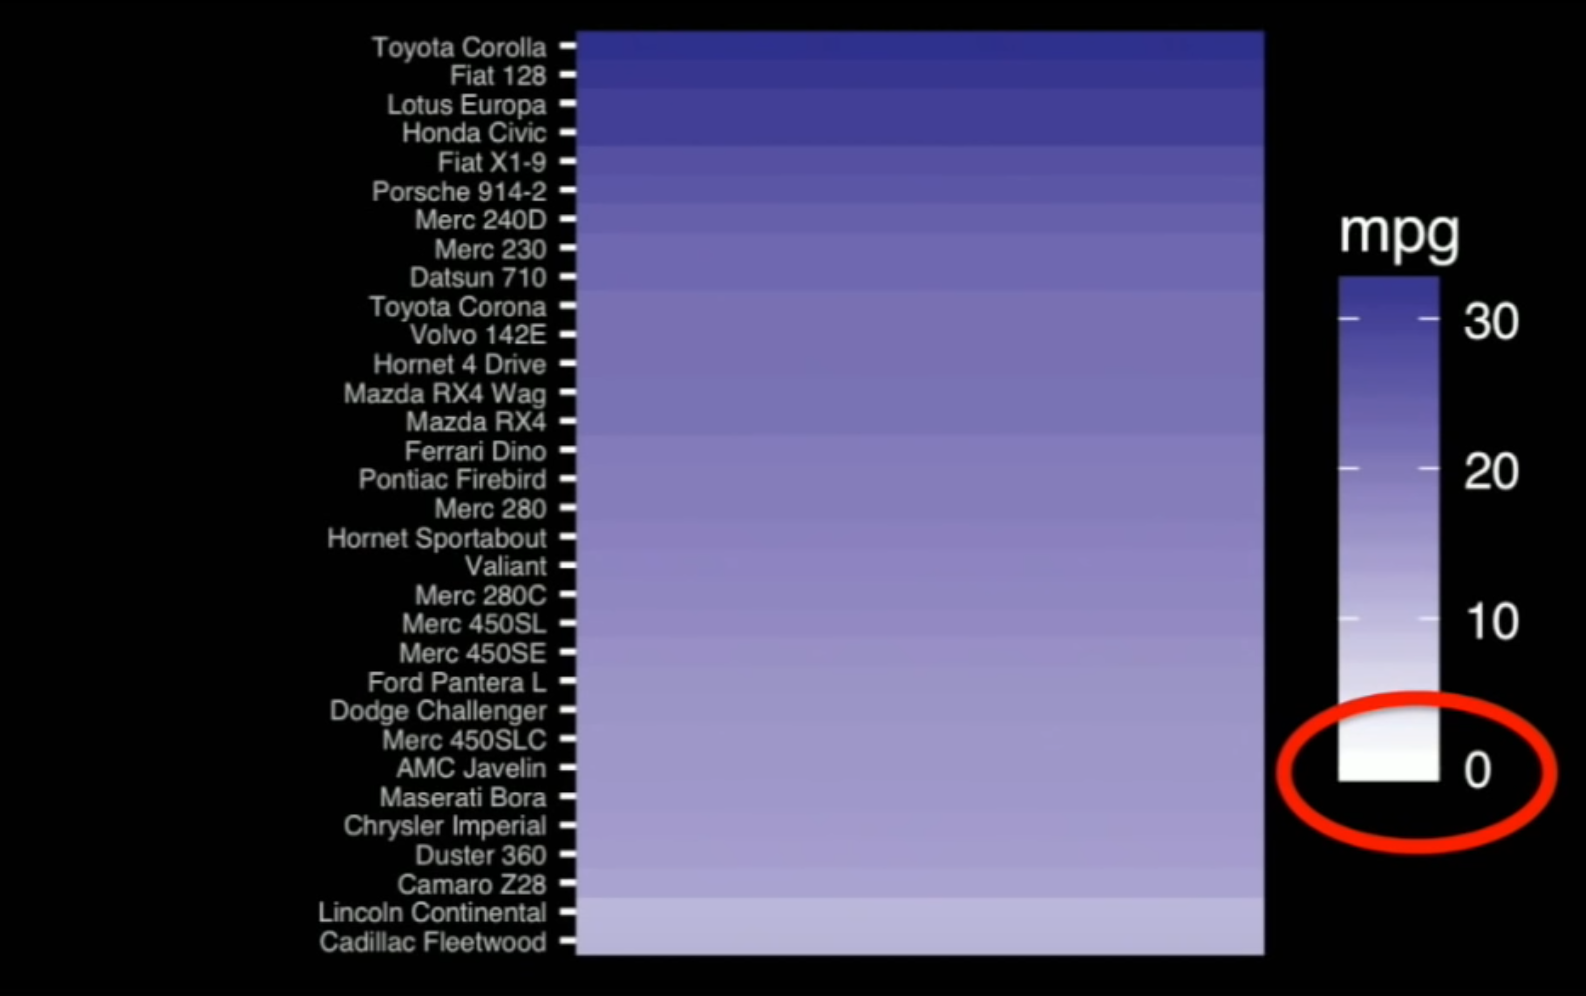 Toyota Corolla
Fiat 128
Lotus Europa
Honda Civic
Fiat X1-9
Porsche 914-2
Merc 240D
Merc 230
Datsun 710
Toyota Corona
Volvo 142E
Hornet 4 Drive
Mazda RX4 Wag
Mazda RX4
Ferrari Dino
Pontiac Firebird
Merc 280
Hornet Sportabout
Valiant
Merc 280C
Merc 450SL
Merc 450SE
Ford Pantera L
Dodge Challenger
Merc 450SLC
AMC Javelin
Maserati Bora
Chrysler Imperial
Duster 360
Camaro Z28
Lincoln Continental
Cadillac Fleetwood
mpg
30
20
10
0